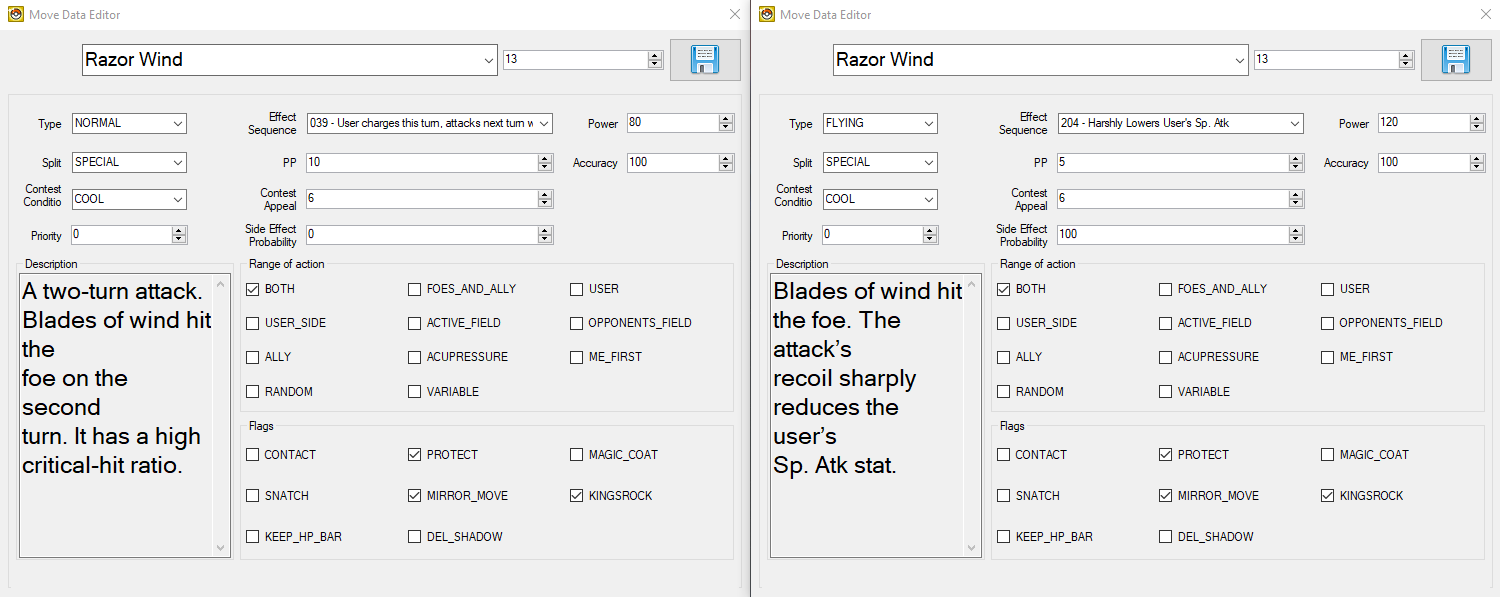 Move Data Editor
Razor Wind
13
Type
NORMAL
Effect
Sequence
039 - User charges this turn, attacks next turn w
Power
80
Split
SPECIAL
PP
10
Accuracy
100
Contest
Conditio
COOL
Contest
Appeal
6
Priority
0
Side Effect
Probability
0
Description
A two-turn attack.
Blades of wind hit
the
foe on the
second
turn. It has a high
critical-hit ratio.
Range of action
BOTH
FOES_AND_ALLY
USER
USER_SIDE
ACTIVE_FIELD
OPPONENTS_FIELD
ALLY
ACUPRESSURE
ME_FIRST
RANDOM
VARIABLE
Flags
CONTACT
PROTECT
MAGIC_COAT
SNATCH
MIRROR_MOVE
KINGSROCK
KEEP_HP_BAR
DEL_SHADOW
Move Data Editor
Razor Wind
13
Type
FLYING
Effect
Sequence
204 - Harshly Lowers User's Sp. Atk
Power
120
Split
SPECIAL
PP
5
Accuracy
100
Contest
Conditio
COOL
Contest
Appeal
6
Priority
0
Side Effect
Probability
100
Description
Blades of wind hit
the foe. The
attack’s
recoil sharply
reduces the
user’s
Sp. Atk stat.
Range of action
BOTH
FOES_AND_ALLY
USER
USER_SIDE
ACTIVE_FIELD
OPPONENTS_FIELD
ALLY
ACUPRESSURE
ME_FIRST
RANDOM
VARIABLE
Flags
CONTACT
PROTECT
MAGIC_COAT
SNATCH
MIRROR_MOVE
KINGSROCK
KEEP_HP_BAR
DEL_SHADOW